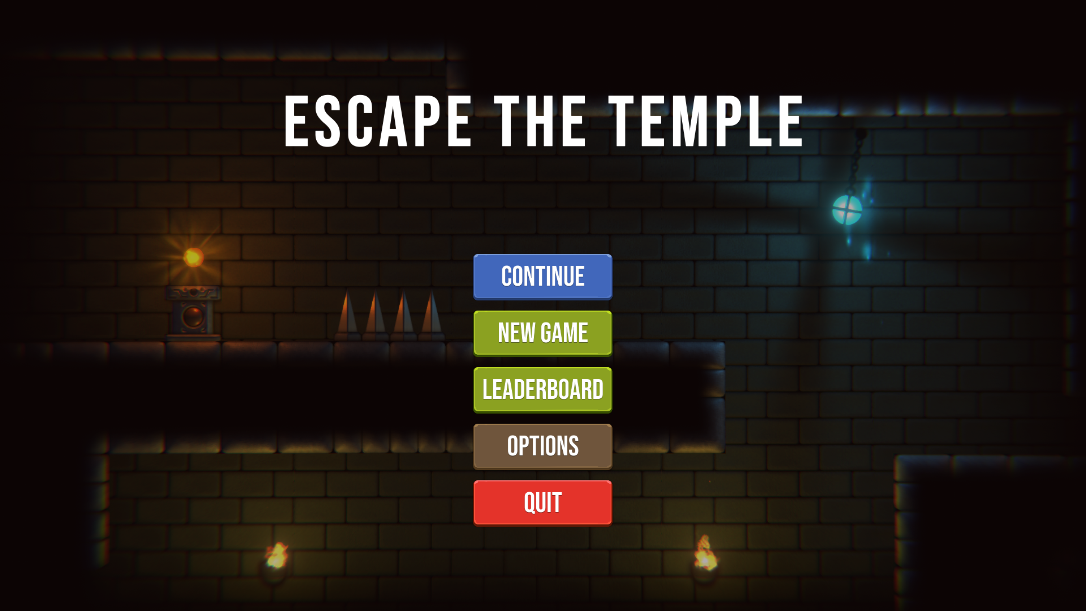 ESCAPE THE TEMPLE
CONTINUE
NEW GAME
LEADERBOARD
OPTIONS
QUIT